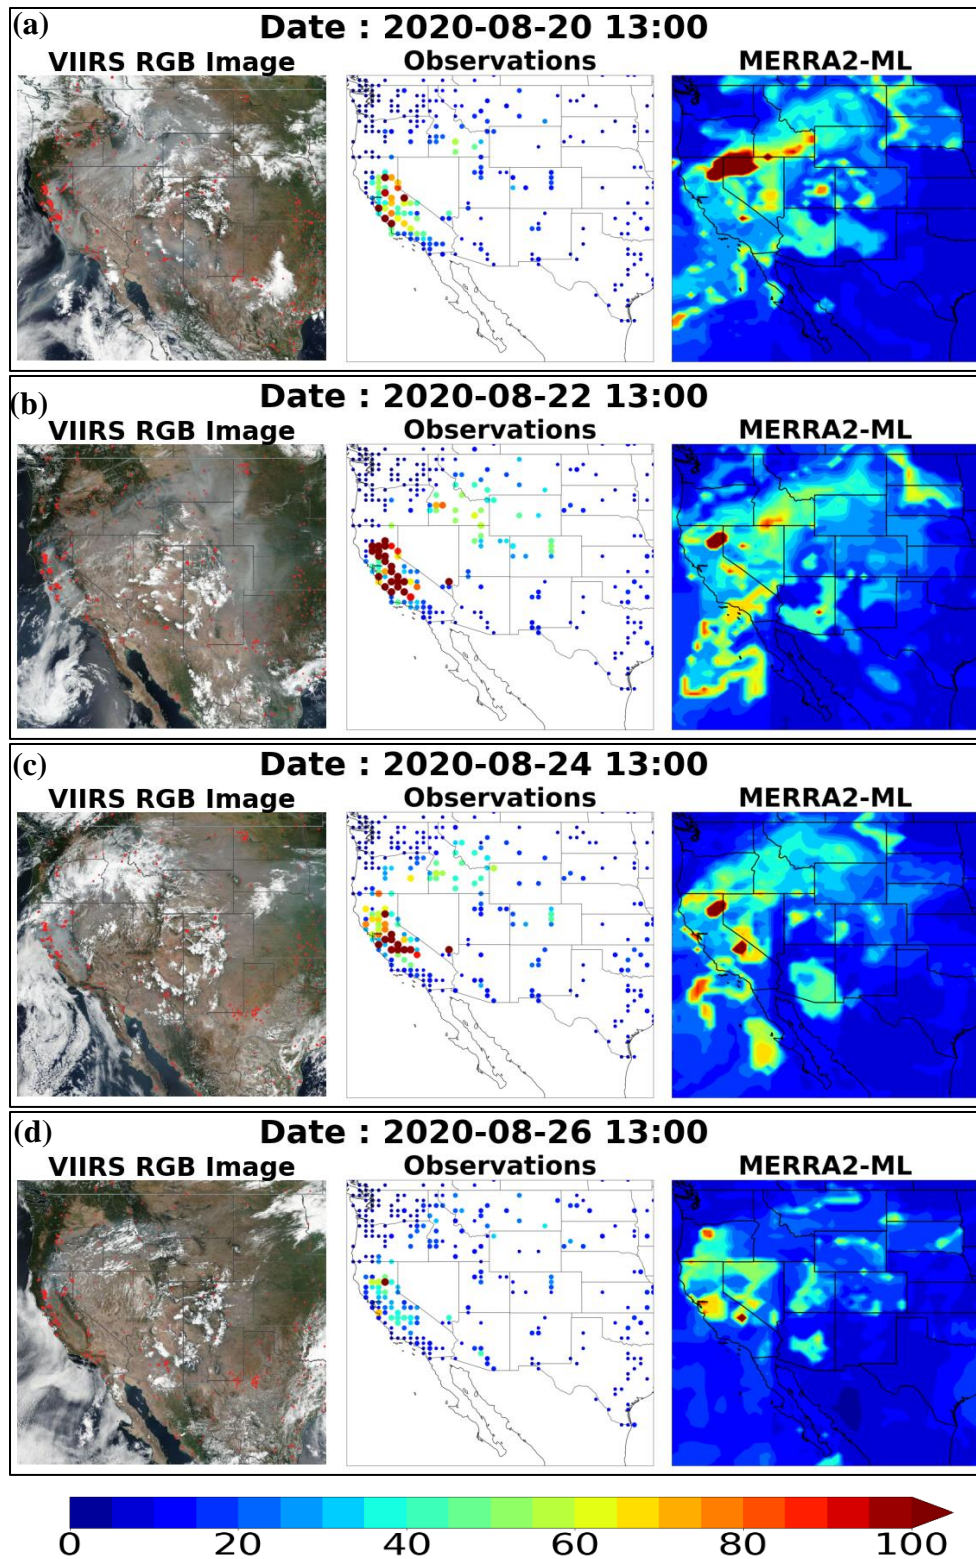 (a)
Date : 2020-08-20 13:00
VIIRS RGB Image Observations MERRA2-ML
(b)
Date : 2020-08-22 13:00
VIIRS RGB Image Observations MERRA2-ML
(c)
Date : 2020-08-24 13:00
VIIRS RGB Image Observations MERRA2-ML
(d)
Date : 2020-08-26 13:00
VIIRS RGB Image Observations MERRA2-ML
0 20 40 60 80 100